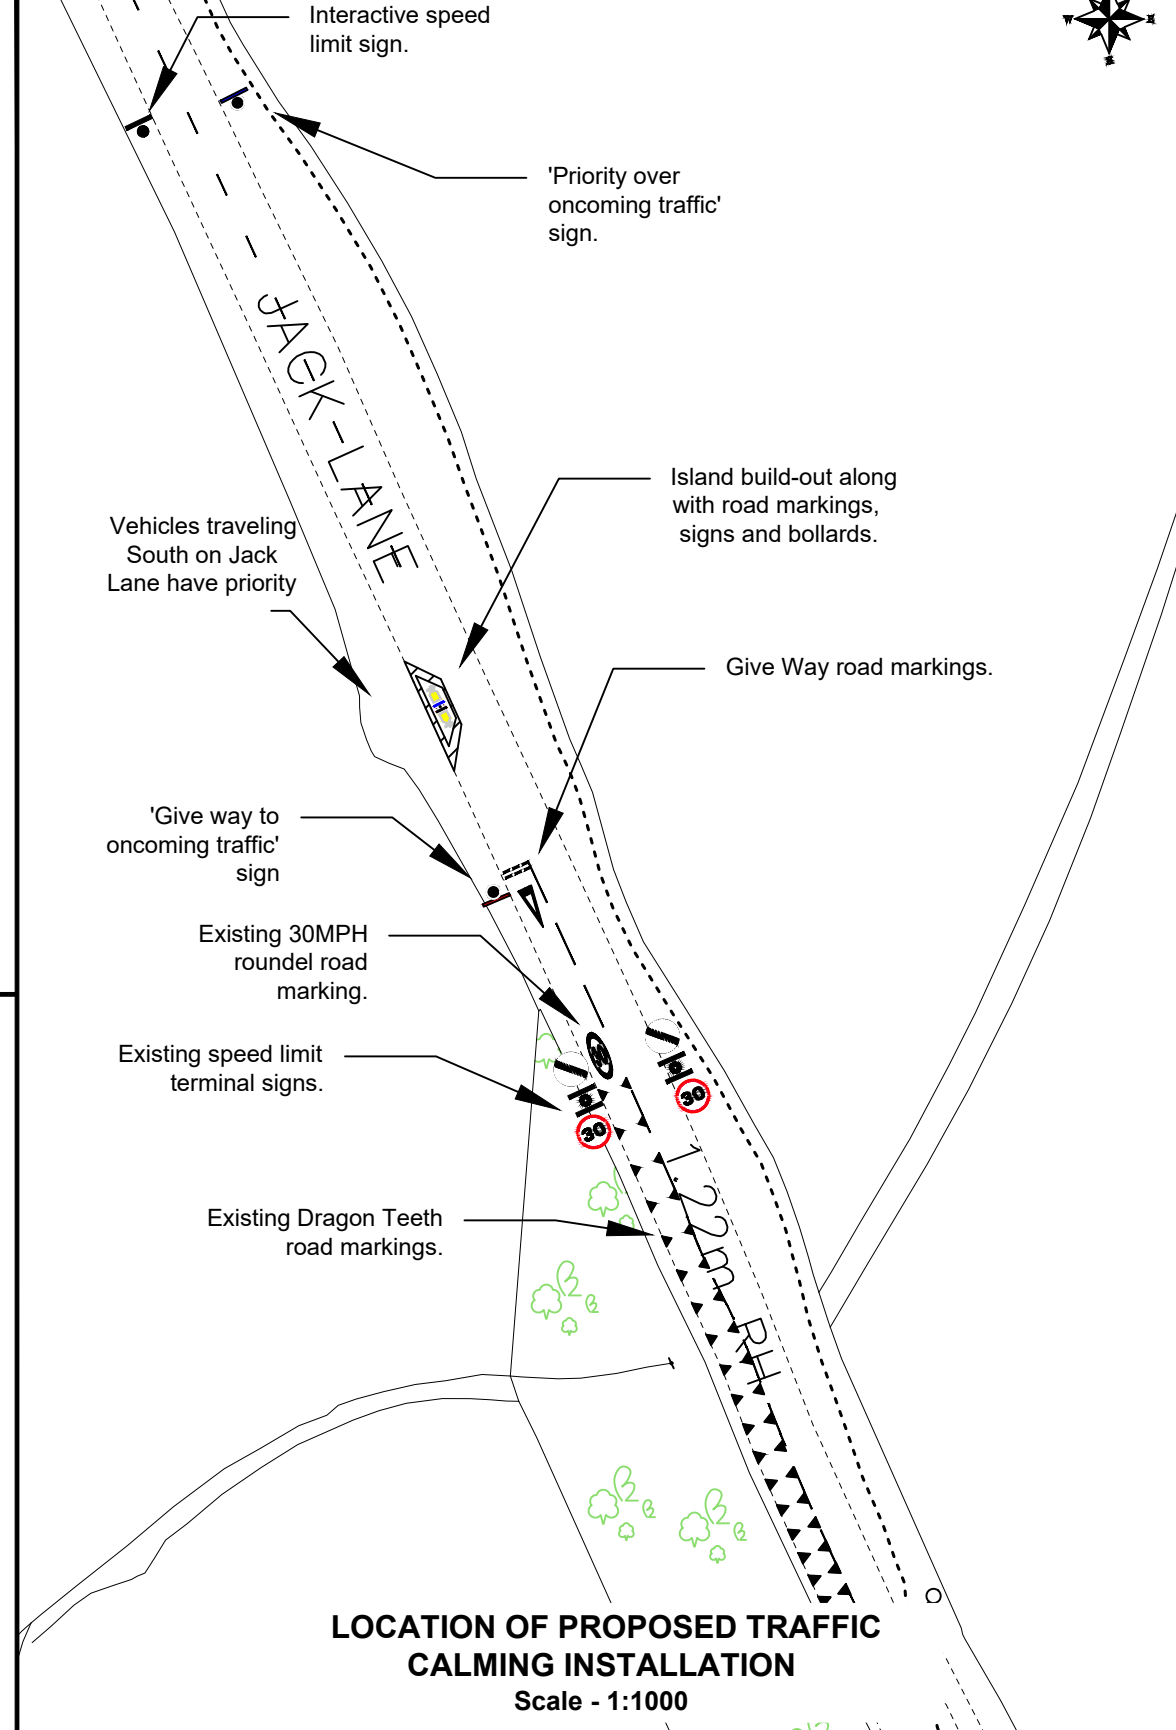 Interactive speed
limit sign.
W
E
S
'Priority over
oncoming traffic'
sign.
JACK LANE
Island build-out along
with road markings,
signs and bollards.
Vehicles traveling
South on Jack
Lane have priority
Give Way road markings.
'Give way to
oncoming traffic'
sign
Existing 30MPH
roundel road
marking.
30
Existing speed limit
terminal signs.
30
30
1.22m RH
Existing Dragon Teeth
road markings.
LOCATION OF PROPOSED TRAFFIC
CALMING INSTALLATION
Scale - 1:1000